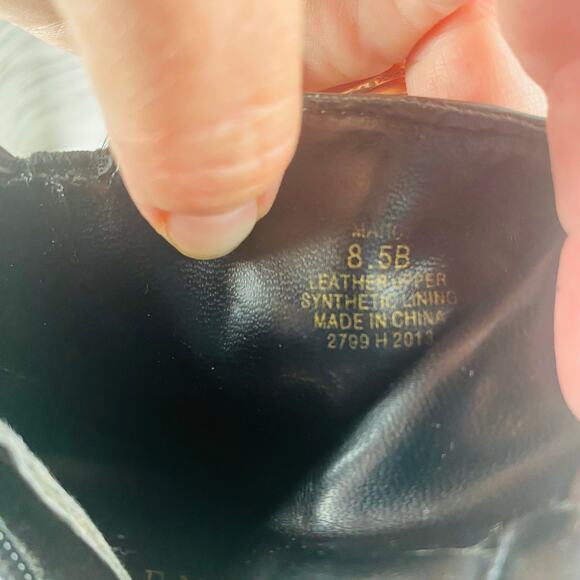 8.5B
LEATHER UPPER
SYNTHETIC LINING
MADE IN CHINA
2799 H 2013